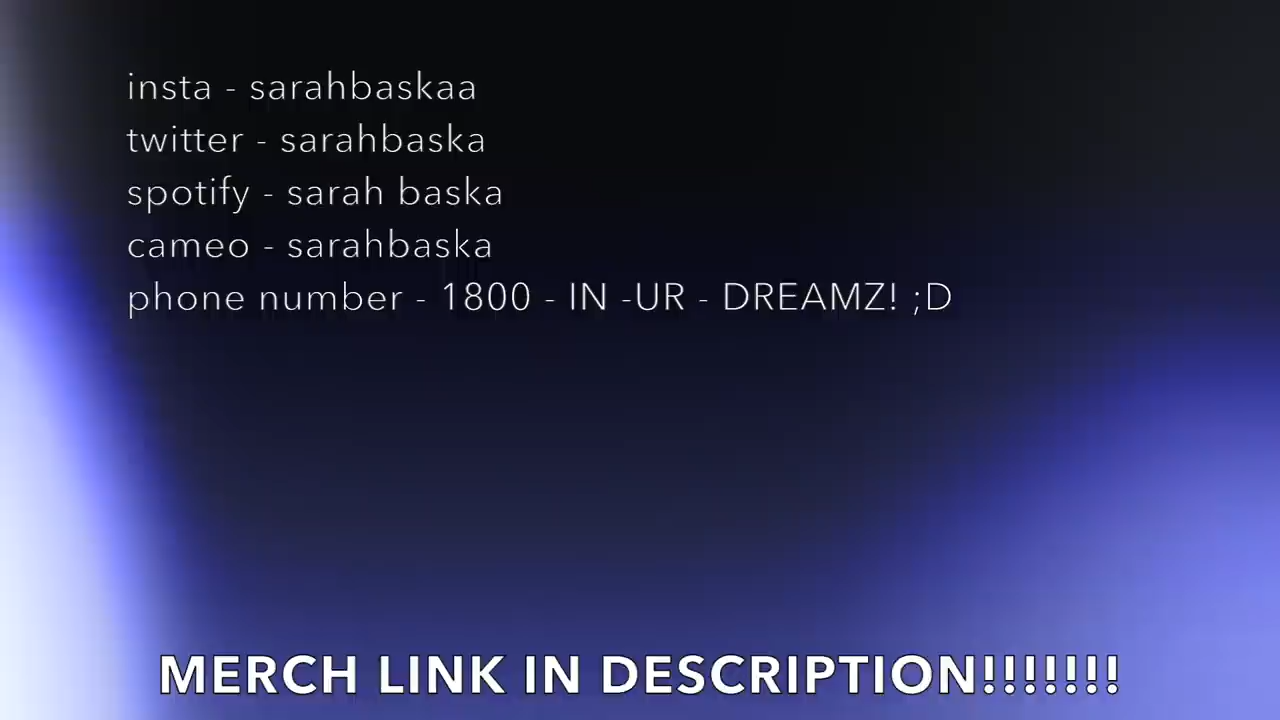 insta - sarahbaskaa
twitter - sarahbaska
spotify - sarah baska
cameo - sarahbaska
phone number - 1800 - IN -UR - DREAMZ! ;D
MERCH LINK IN DESCRIPTION!!!!!!!